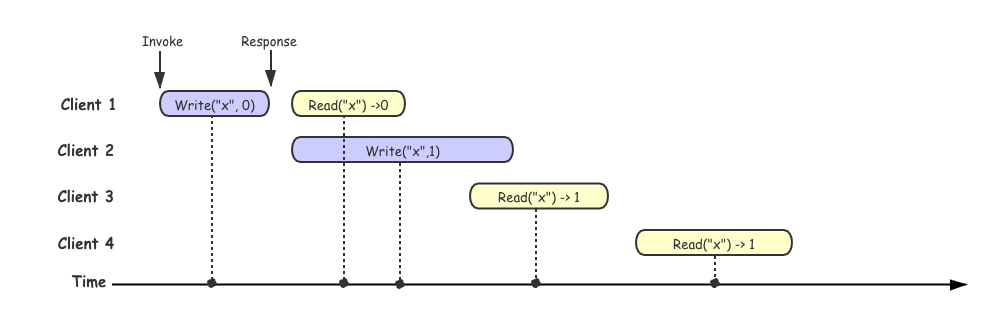 Invoke Response
Client 1 Write("x", 0) Read("x") ->0
Client 2 Write("x",1)
Client 3 Read("x") -> 1
Client 4 Read("x") -> 1
Time